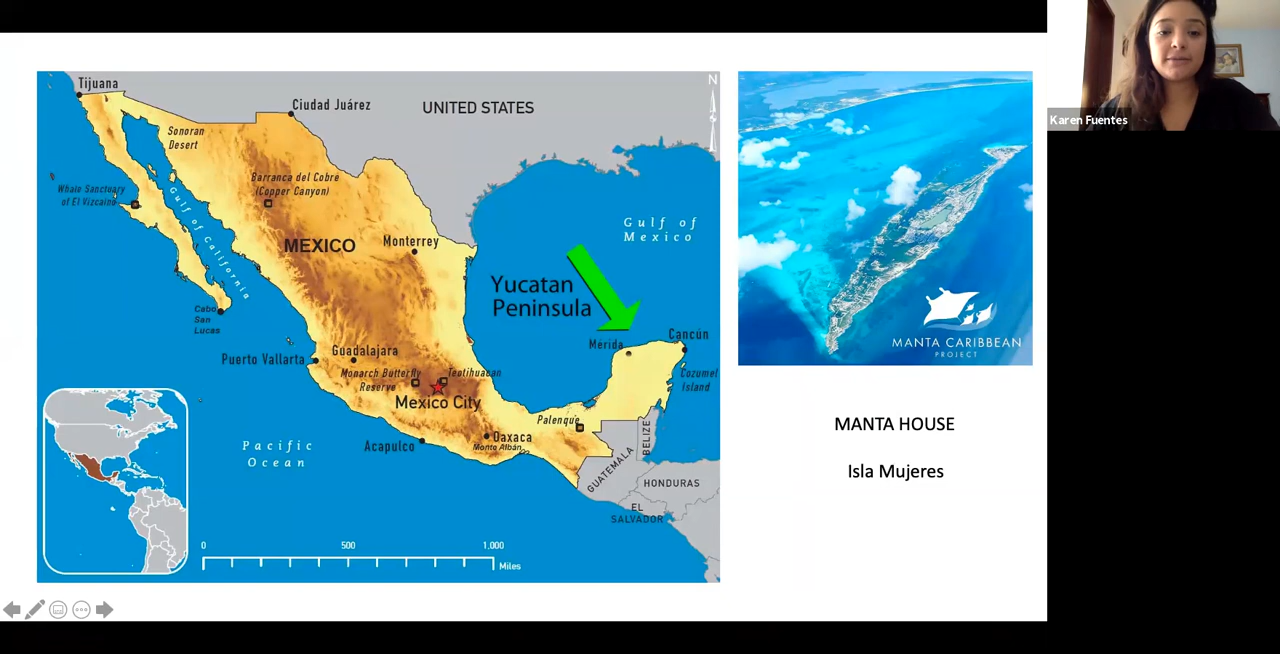 Tijuana
Ciudad Juárez
UNITED STATES
N
Sonoran
Desert
Barranca del Cobre
(Copper Canyon)
Whale Sanctuary
of El Vizcaino
Gulf of California
MEXICO
Monterrey
Gulf of
Mexico
Yucatan
Peninsula
Cabo
San
Lucas
Puerto Vallarta
Guadalajara
Monarch Butterfly
Reserve
Teotihuacan
Mexico City
Mérida
Cancún
Cozumel
Island
Palenque
Pacific
Ocean
Acapulco
Oaxaca
Monte Albán
BELIZE
GUATEMALA
HONDURAS
EL
SALVADOR
0 500 1,000
Miles
MANTA CARIBBEAN
PROJECT
MANTA HOUSE
Isla Mujeres
Karen Fuentes